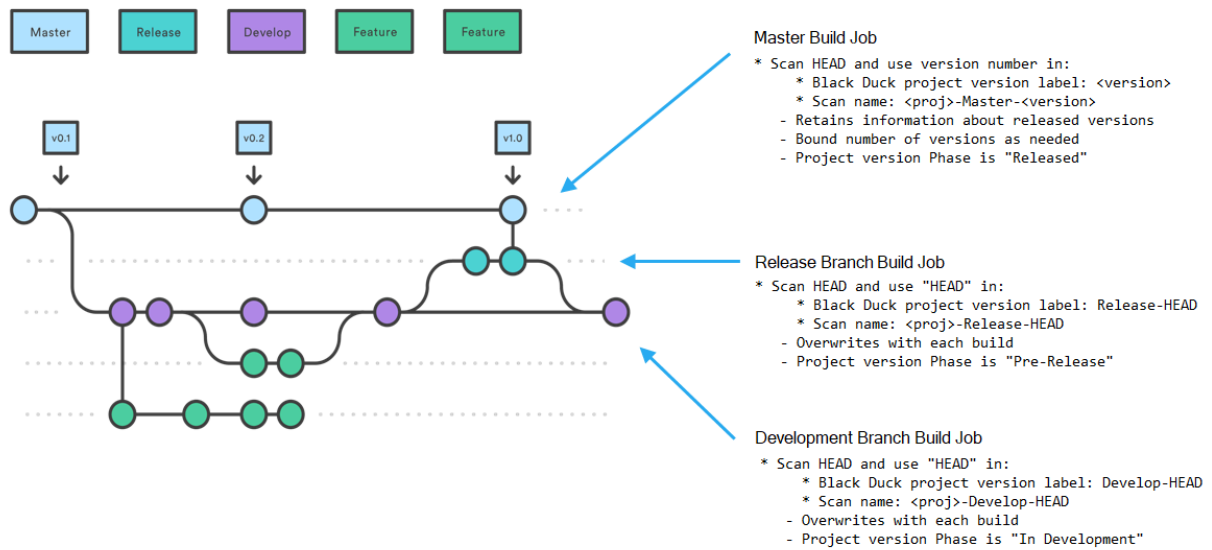 Master
Release
Develop
Feature
Feature
v0.1
v0.2
v1.0
Master Build Job
* Scan HEAD and use version number in:
* Black Duck project version label: <version>
* Scan name: <proj>-Master-<version>
- Retains information about released versions
- Bound number of versions as needed
- Project version Phase is "Released"
Release Branch Build Job
* Scan HEAD and use "HEAD" in:
* Black Duck project version label: Release-HEAD
* Scan name: <proj>-Release-HEAD
- Overwrites with each build
- Project version Phase is "Pre-Release"
Development Branch Build Job
* Scan HEAD and use "HEAD" in:
* Black Duck project version label: Develop-HEAD
* Scan name: <proj>-Develop-HEAD
- Overwrites with each build
- Project version Phase is "In Development"